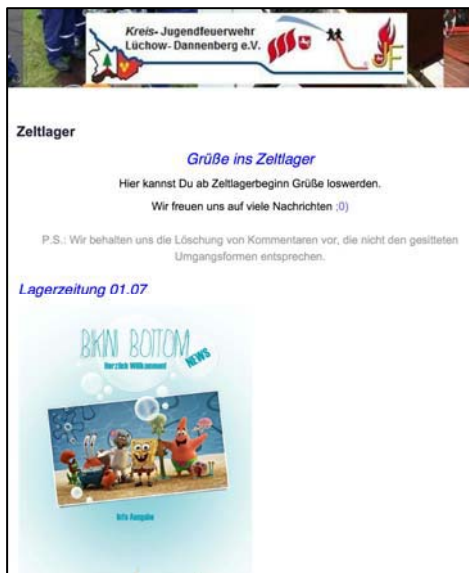 Kreis- Jugendfeuerwehr
Lüchow- Dannenberg e.V.
JF
Zeltlager
Grüße ins Zeltlager
Hier kannst Du ab Zeltlagerbeginn Grüße loswerden.
Wir freuen uns auf viele Nachrichten ;0)
P.S.: Wir behalten uns die Löschung von Kommentaren vor, die nicht den gesitteten
Umgangsformen entsprechen.
Lagerzeitung 01.07
BIKINI BOTTOM
NEWS
Herzlich Willkommen!
Info Ausgabe